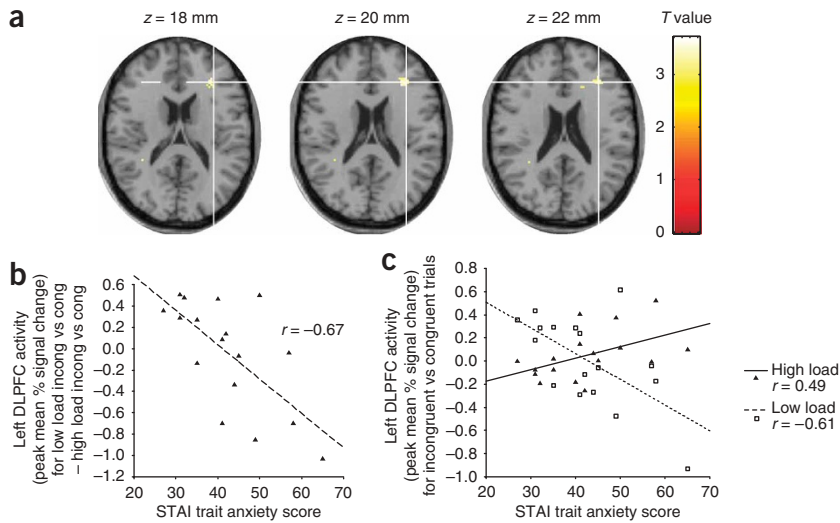 a
z = 18 mm
z = 20 mm
z = 22 mm
T value
3
2
1
0
b
Left DLPFC activity
(peak mean % signal change)
for low load incong vs cong
– high load incong vs cong
0.6
0.4
0.2
0.0
–0.2
–0.4
–0.6
–0.8
–1.0
–1.2
r = –0.67
20 30 40 50 60 70
STAI trait anxiety score
c
Left DLPFC activity
(peak mean % signal change)
for incongruent vs congruent trials
0.8
0.6
0.4
0.2
0.0
–0.2
–0.4
–0.6
–0.8
–1.0
20 30 40 50 60 70
STAI trait anxiety score
High load
r = 0.49
Low load
r = –0.61